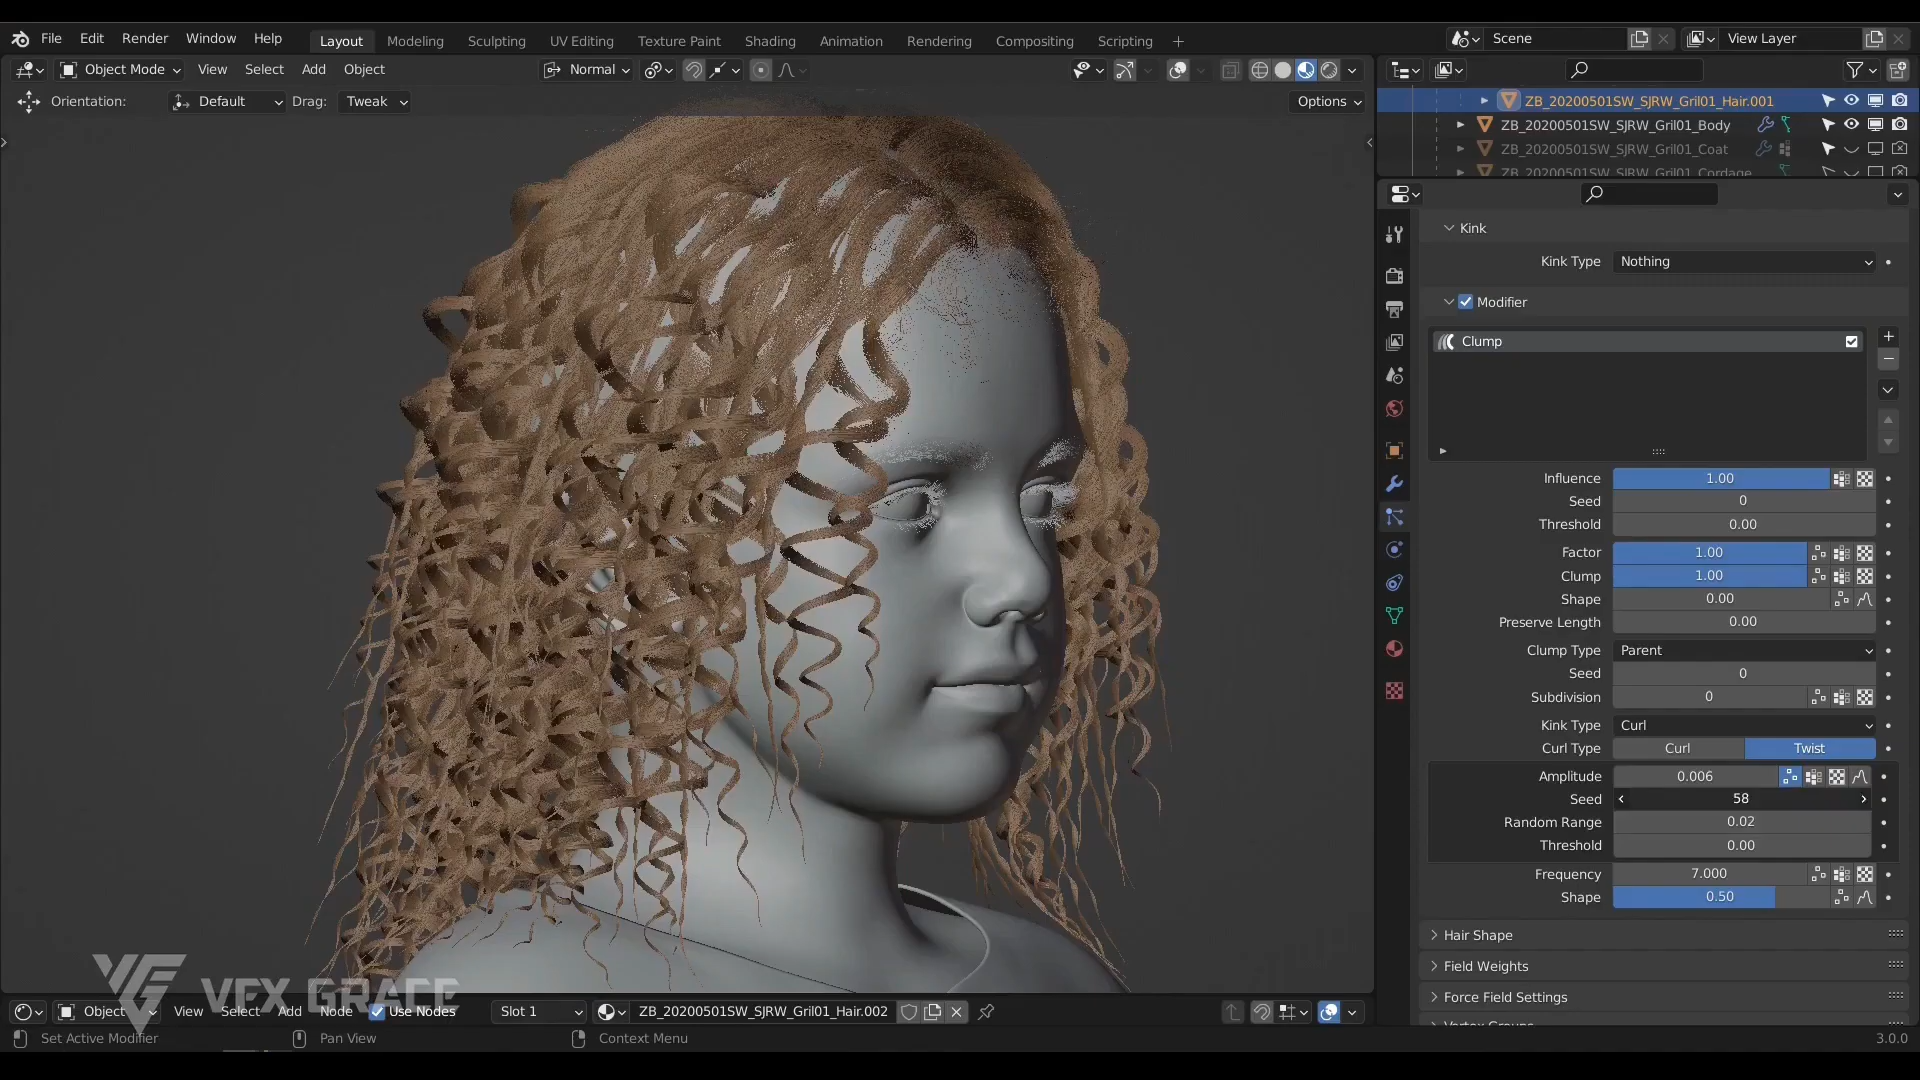 File Edit Render Window Help Layout Modeling Sculpting UV Editing Texture Paint Shading Animation Rendering Compositing Scripting + Scene View Layer
Object Mode View Select Add Object Normal
Orientation: Default Drag: Tweak Options
ZB_20200501SW_SJRW_Gril01_Hair.001
ZB_20200501SW_SJRW_Gril01_Body
ZB_20200501SW_SJRW_Gril01_Coat
ZB_20200501SW_SJRW_Gril01_Cordage
Kink
Kink Type Nothing
Modifier
Clump
Influence 1.00
Seed 0
Threshold 0.00
Factor 1.00
Clump 1.00
Shape 0.00
Preserve Length 0.00
Clump Type Parent
Seed 0
Subdivision 0
Kink Type Curl
Curl Type Curl Twist
Amplitude 0.006
Seed 58
Random Range 0.02
Threshold 0.00
Frequency 7.000
Shape 0.50
Hair Shape
Field Weights
Force Field Settings
VFX GRACE
Object View Select Add Node Use Nodes Slot 1 ZB_20200501SW_SJRW_Gril01_Hair.002
Set Active Modifier Pan View Context Menu 3.0.0